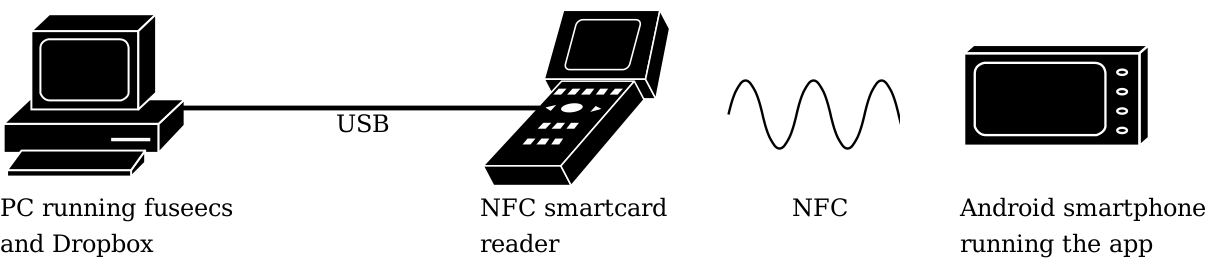 USB
PC running fuseecs
and Dropbox
NFC smartcard
reader
NFC
Android smartphone
running the app